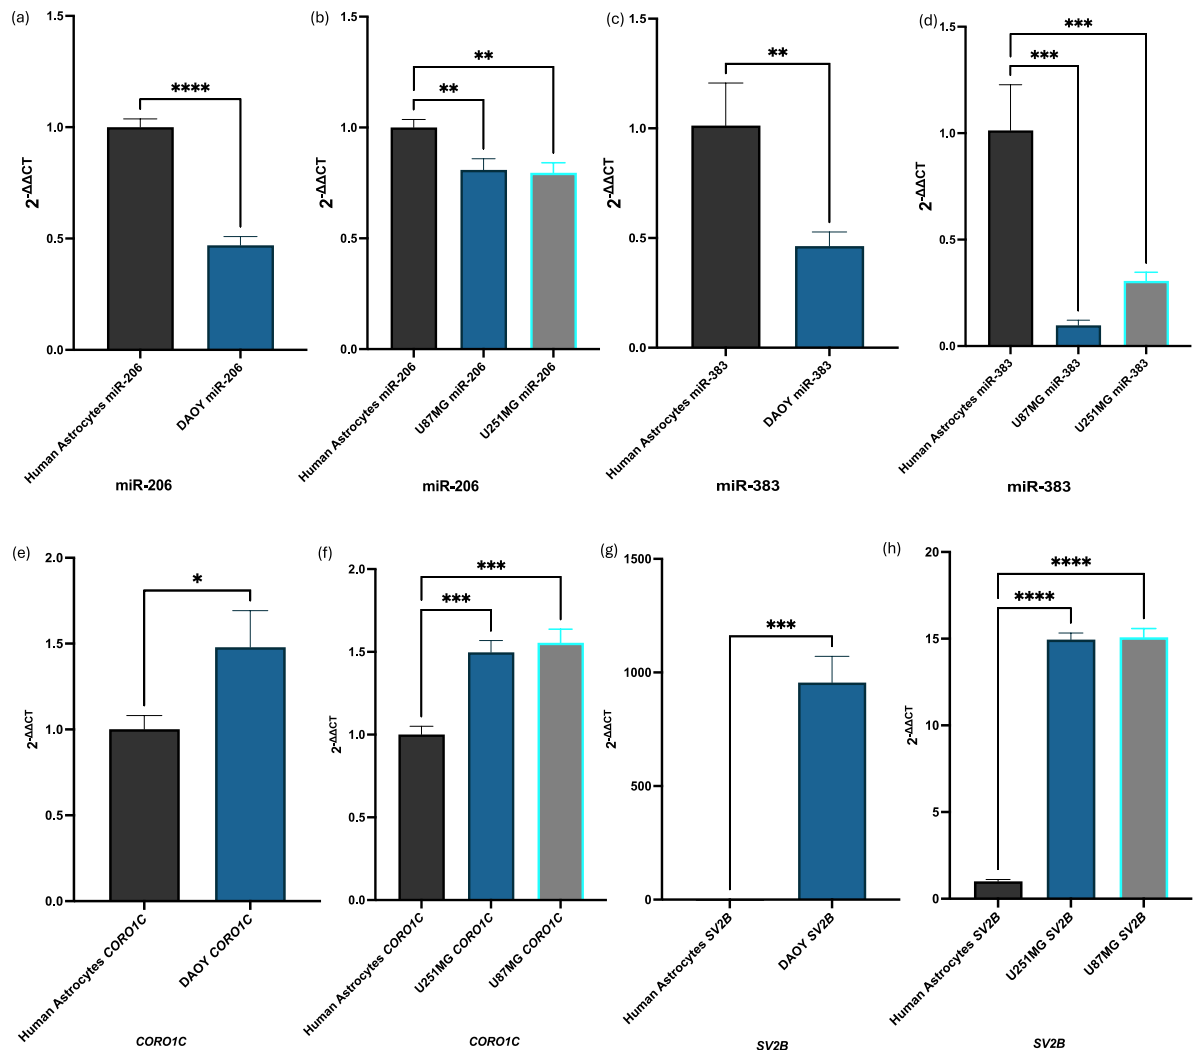 (a)
1.5
1.0
0.5
0.0
2-ΔΔCT
****
Human Astrocytes miR-206
DAOY miR-206
miR-206
(b)
1.5
1.0
0.5
0.0
2-ΔΔCT
**
**
Human Astrocytes miR-206
U87MG miR-206
U251MG miR-206
miR-206
(c)
1.5
1.0
0.5
0.0
2-ΔΔCT
**
Human Astrocytes miR-383
DAOY miR-383
miR-383
(d)
1.5
1.0
0.5
0.0
2-ΔΔCT
***
***
Human Astrocytes miR-383
U87MG miR-383
U251MG miR-383
miR-383
(e)
2.0
1.5
1.0
0.5
0.0
2-ΔΔCT
*
Human Astrocytes CORO1C
DAOY CORO1C
CORO1C
(f)
2.0
1.5
1.0
0.5
0.0
2-ΔΔCT
***
***
Human Astrocytes CORO1C
U251MG CORO1C
U87MG CORO1C
CORO1C
(g)
1500
1000
500
0
2-ΔΔCT
***
Human Astrocytes SV2B
DAOY SV2B
SV2B
(h)
20
15
15
5
0
2-ΔΔCT
****
****
Human Astrocytes SV2B
U251MG SV2B
U87MG SV2B
SV2B